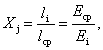 X_j = l_i / l_ср = E_ср / E_i ,